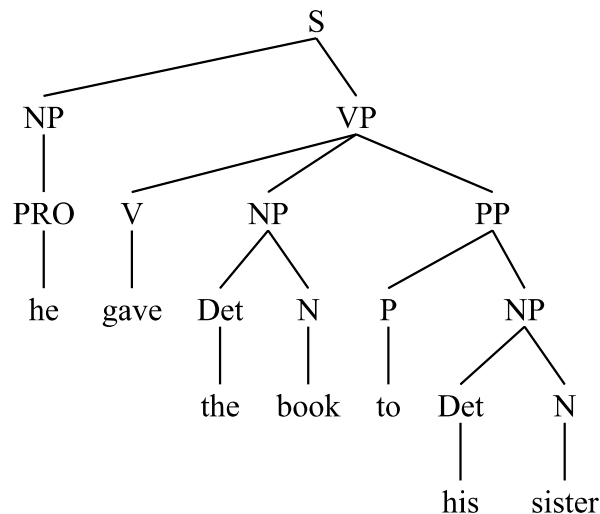 S
NP VP
PRO V NP PP
he gave Det N P NP
the book to Det N
his sister